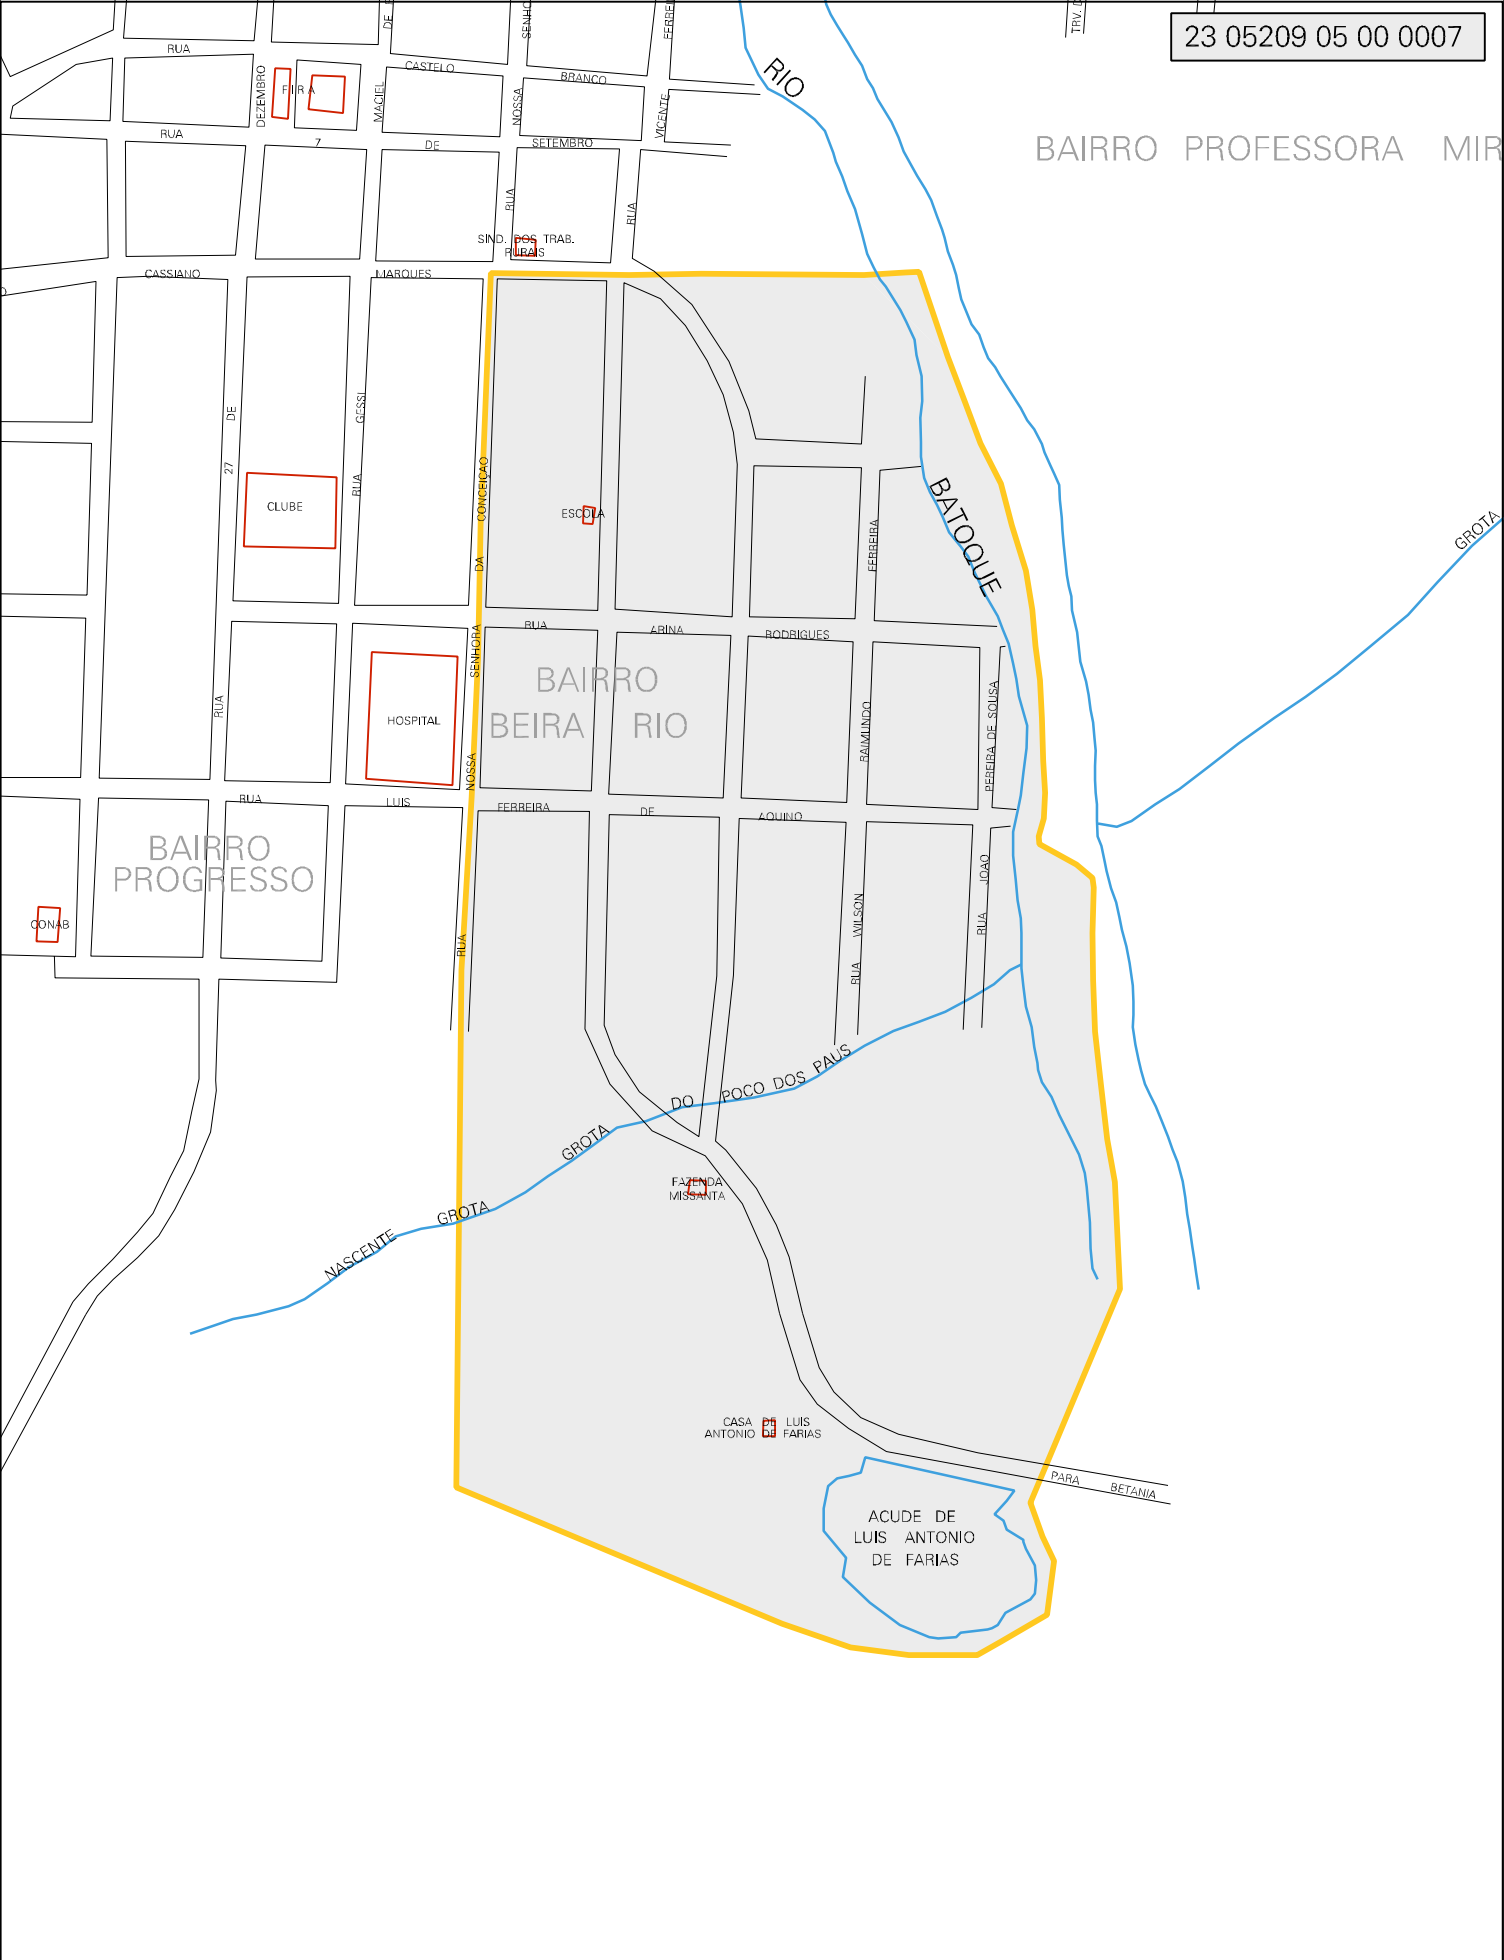 23 05209 05 00 0007
TRV.
DE
SENHO
RUA
CASTELO
BRANCO
RIO
DEZEMBRO
MACIEL
NOSSA
VICENTE
BAIRRO PROFESSORA MIR
RUA
7
DE
SETEMBRO
RUA
RUA
SIND. DOS TRAB.
RURAIS
CASSIANO
MARQUES
DE
GESSI
27
RUA
CONCEIÇAO
CLUBE
ESCOLA
BATOQUE
GROTA
FERREIRA
DA
RUA
ARINA
RODRIGUES
SENHORA
BAIRRO
BEIRA RIO
HOSPITAL
RUA
RAIMUNDO
PEREIRA DE SOUSA
NOSSA
RUA
LUIS
FERREIRA
DE
AQUINO
BAIRRO
PROGRESSO
JOAO
CONAB
WILSON
RUA
RUA
RUA
GROTA
DO
POCO DOS PAUS
FAZENDA
MISSANTA
NASCENTE
GROTA
CASA DE LUIS
ANTONIO DE FARIAS
PARA
BETANIA
ACUDE DE
LUIS ANTONIO
DE FARIAS